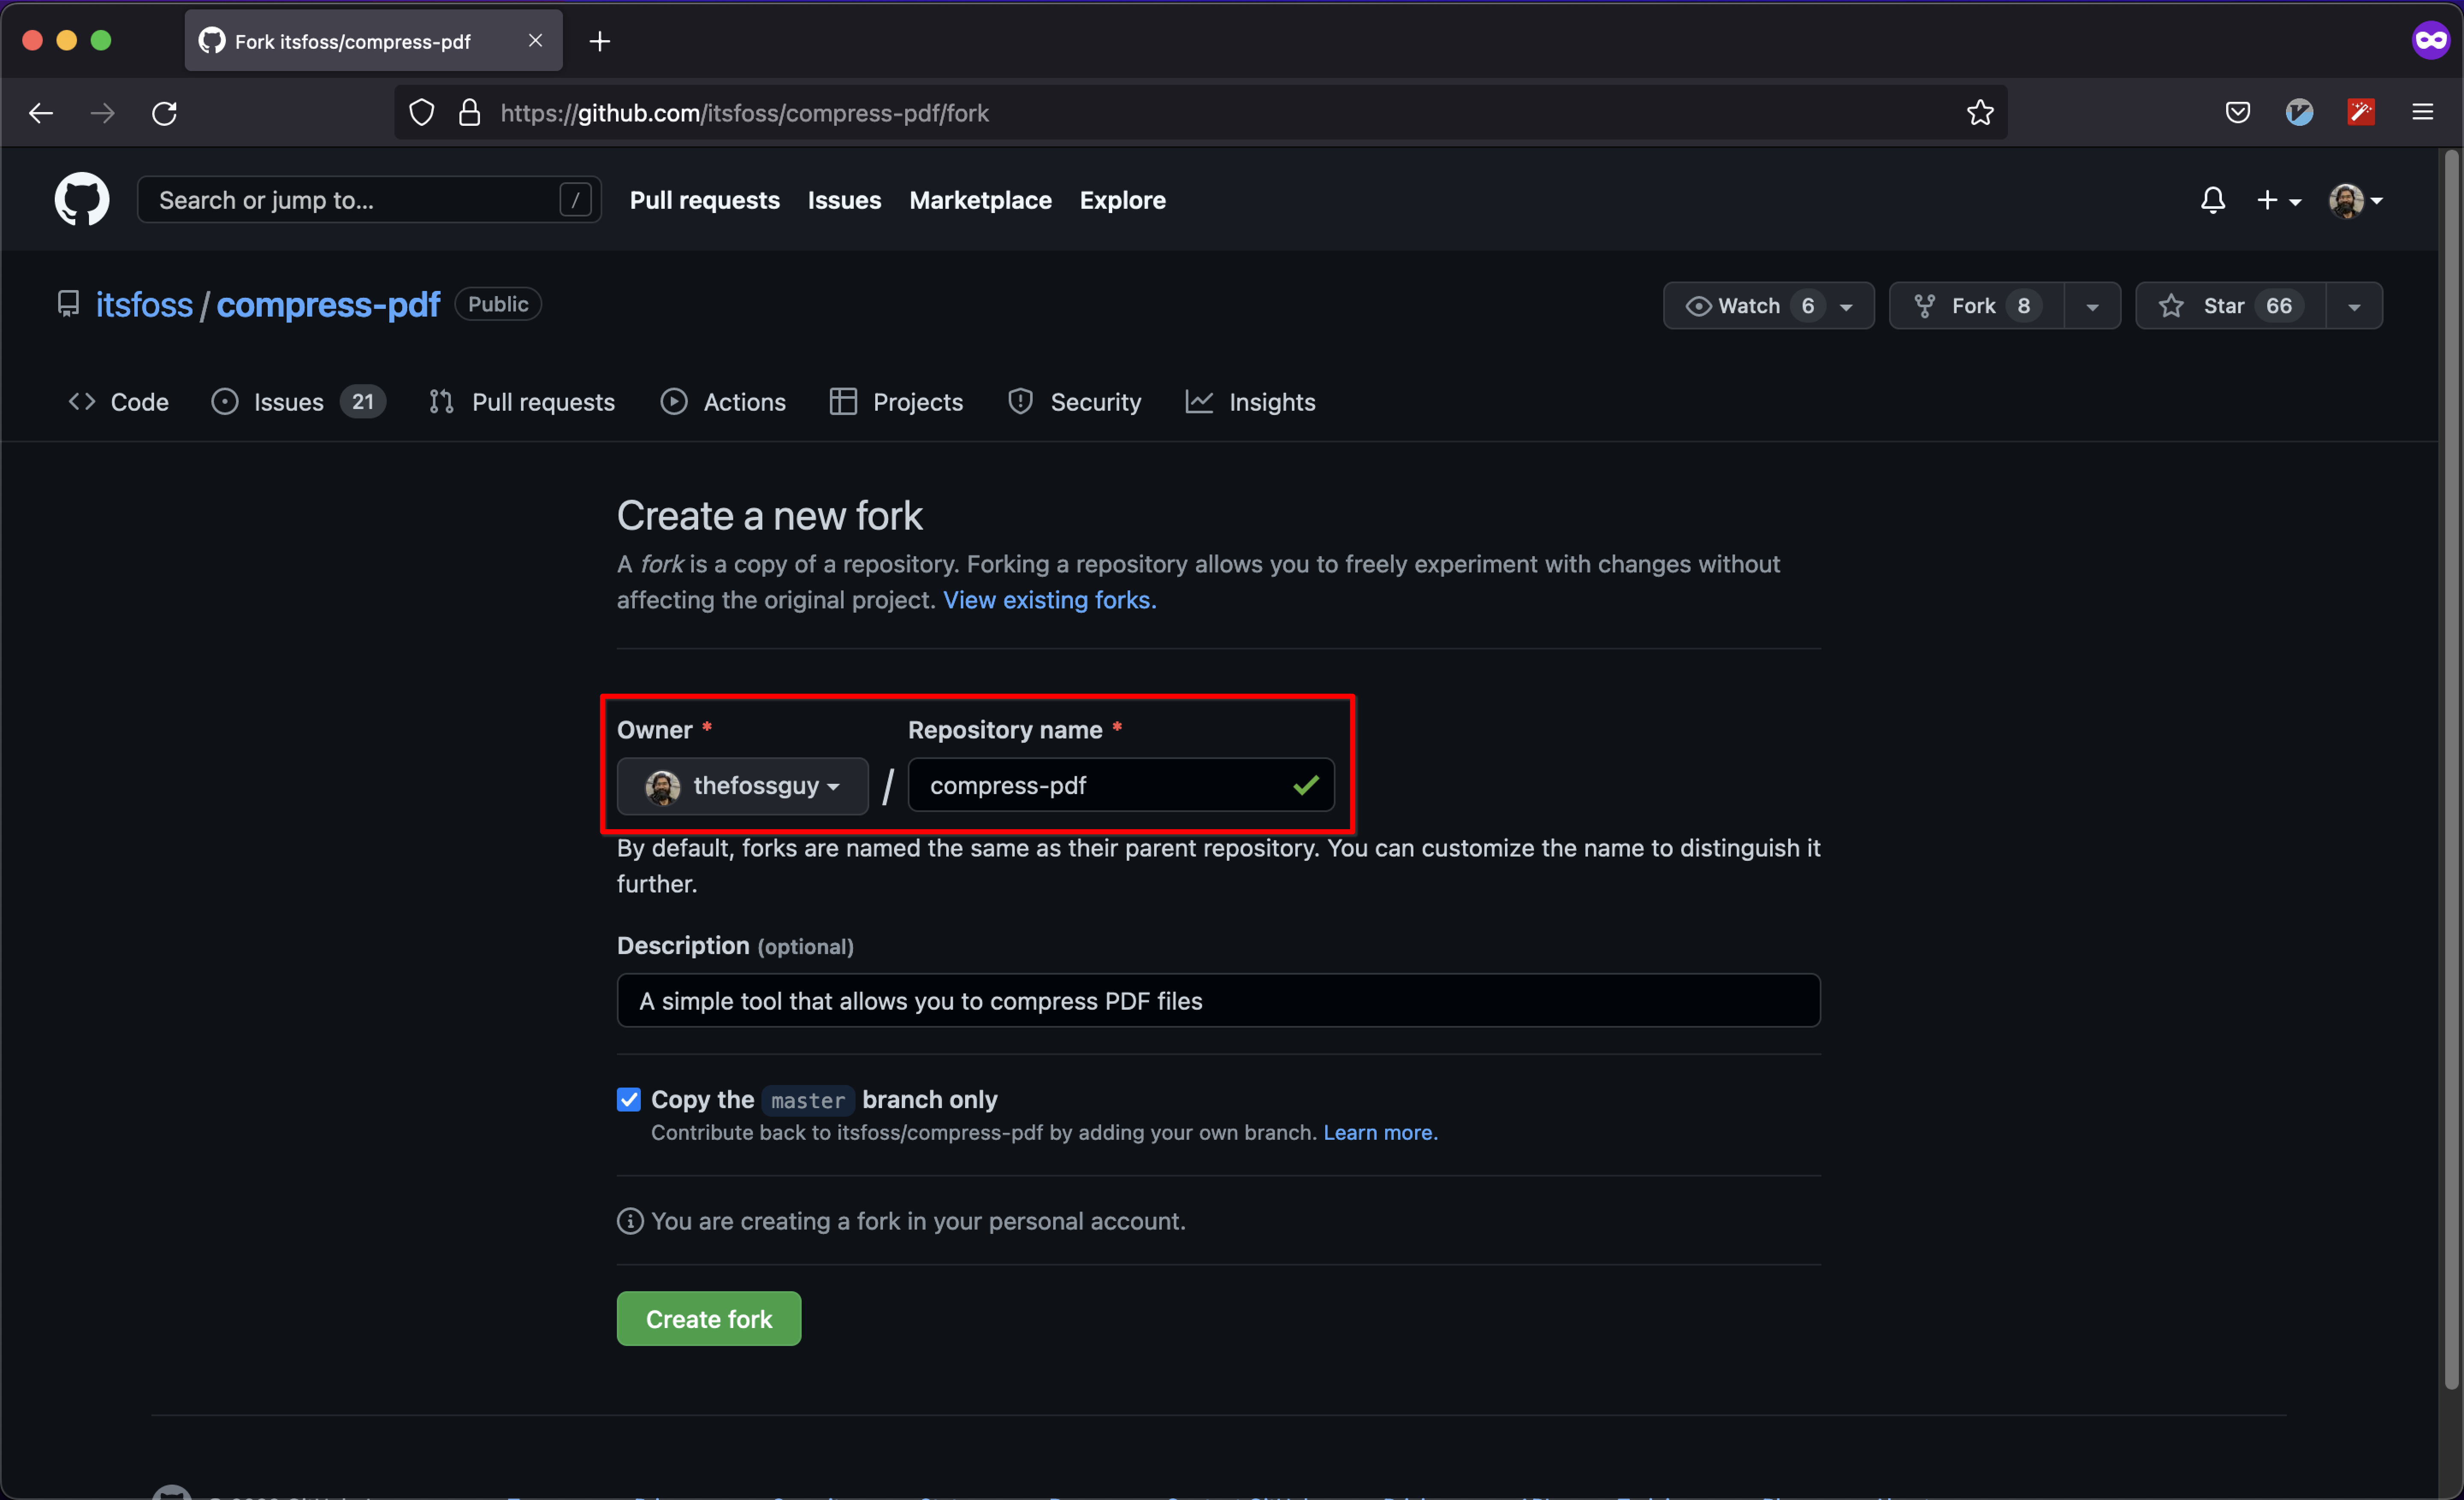 Fork itsfoss/compress-pdf
https://github.com/itsfoss/compress-pdf/fork
Search or jump to... / Pull requests Issues Marketplace Explore
itsfoss / compress-pdf Public Watch 6 Fork 8 Star 66
Code Issues 21 Pull requests Actions Projects Security Insights
Create a new fork
A fork is a copy of a repository. Forking a repository allows you to freely experiment with changes without
affecting the original project. View existing forks.
Owner * Repository name *
thefossguy / compress-pdf
By default, forks are named the same as their parent repository. You can customize the name to distinguish it
further.
Description (optional)
A simple tool that allows you to compress PDF files
Copy the master branch only
Contribute back to itsfoss/compress-pdf by adding your own branch. Learn more.
You are creating a fork in your personal account.
Create fork